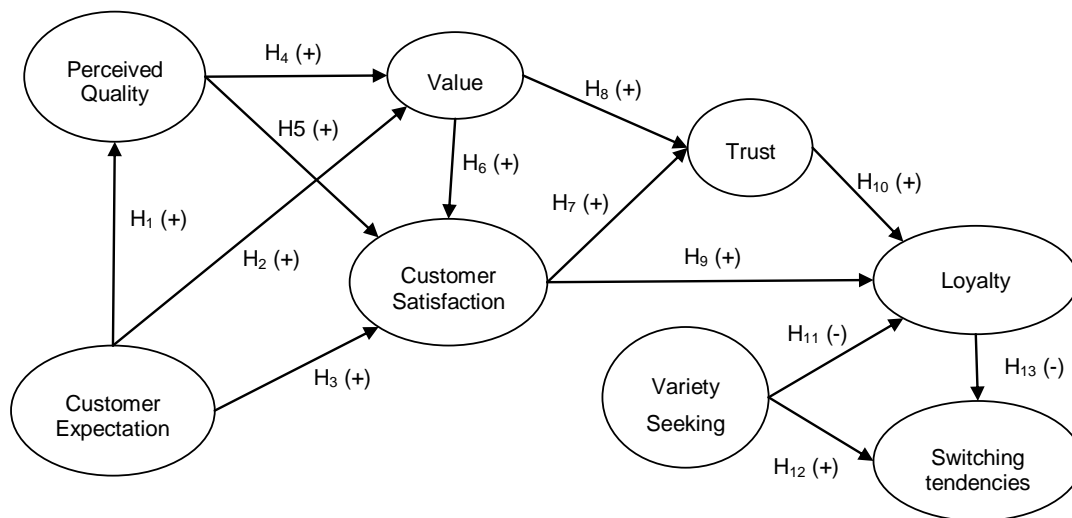 H₄ (+)
Perceived
Quality
Value
H₈ (+)
H5 (+)
H₆ (+)
Trust
H₁₀ (+)
H₇ (+)
H₁ (+)
H₂ (+)
H₉ (+)
Customer
Satisfaction
Loyalty
H₁₁ (-)
H₃ (+)
H₁₃ (-)
Variety
Seeking
Customer
Expectation
H₁₂ (+)
Switching
tendencies